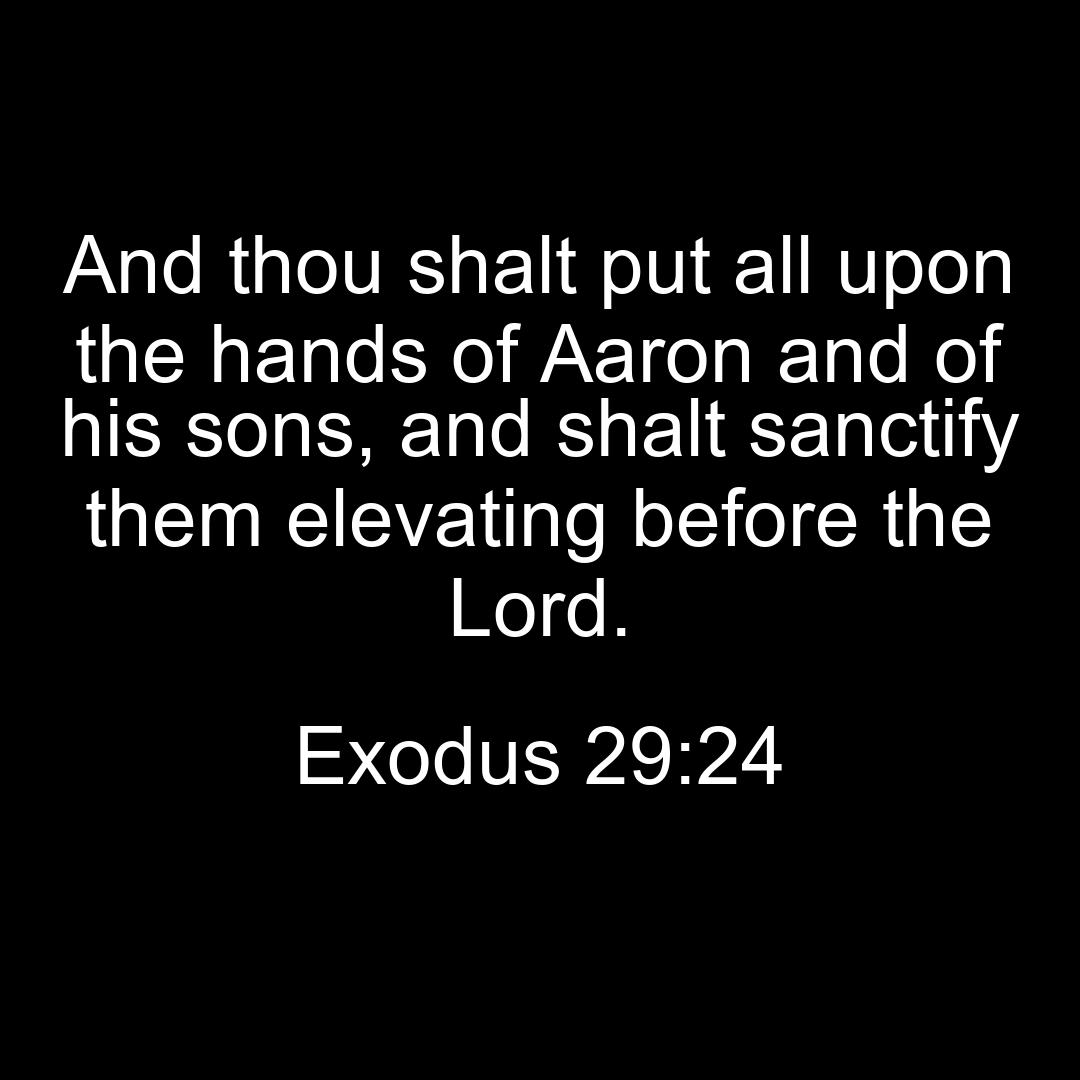 And thou shalt put all upon
the hands of Aaron and of
his sons, and shalt sanctify
them elevating before the
Lord.
Exodus 29:24